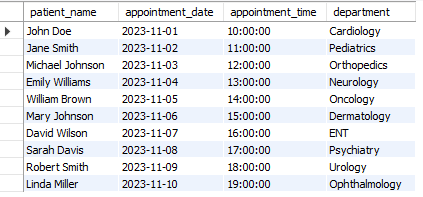 patient_name appointment_date appointment_time department
John Doe 2023-11-01 10:00:00 Cardiology
Jane Smith 2023-11-02 11:00:00 Pediatrics
Michael Johnson 2023-11-03 12:00:00 Orthopedics
Emily Williams 2023-11-04 13:00:00 Neurology
William Brown 2023-11-05 14:00:00 Oncology
Mary Johnson 2023-11-06 15:00:00 Dermatology
David Wilson 2023-11-07 16:00:00 ENT
Sarah Davis 2023-11-08 17:00:00 Psychiatry
Robert Smith 2023-11-09 18:00:00 Urology
Linda Miller 2023-11-10 19:00:00 Ophthalmology